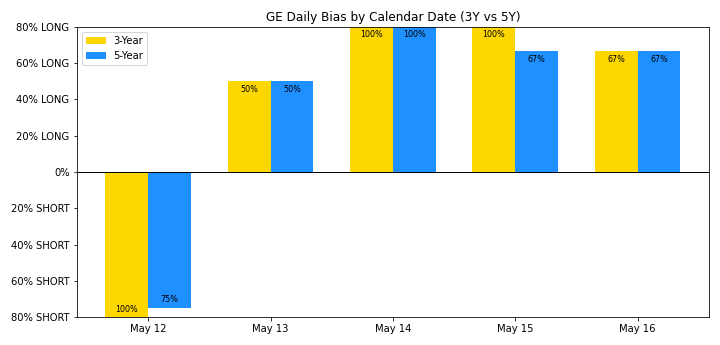 GE Daily Bias by Calendar Date (3Y vs 5Y)
80% LONG
60% LONG
40% LONG
20% LONG
0%
20% SHORT
40% SHORT
60% SHORT
80% SHORT
3-Year
5-Year
100%
75%
50%
50%
100%
100%
100%
67%
67%
67%
May 12
May 13
May 14
May 15
May 16